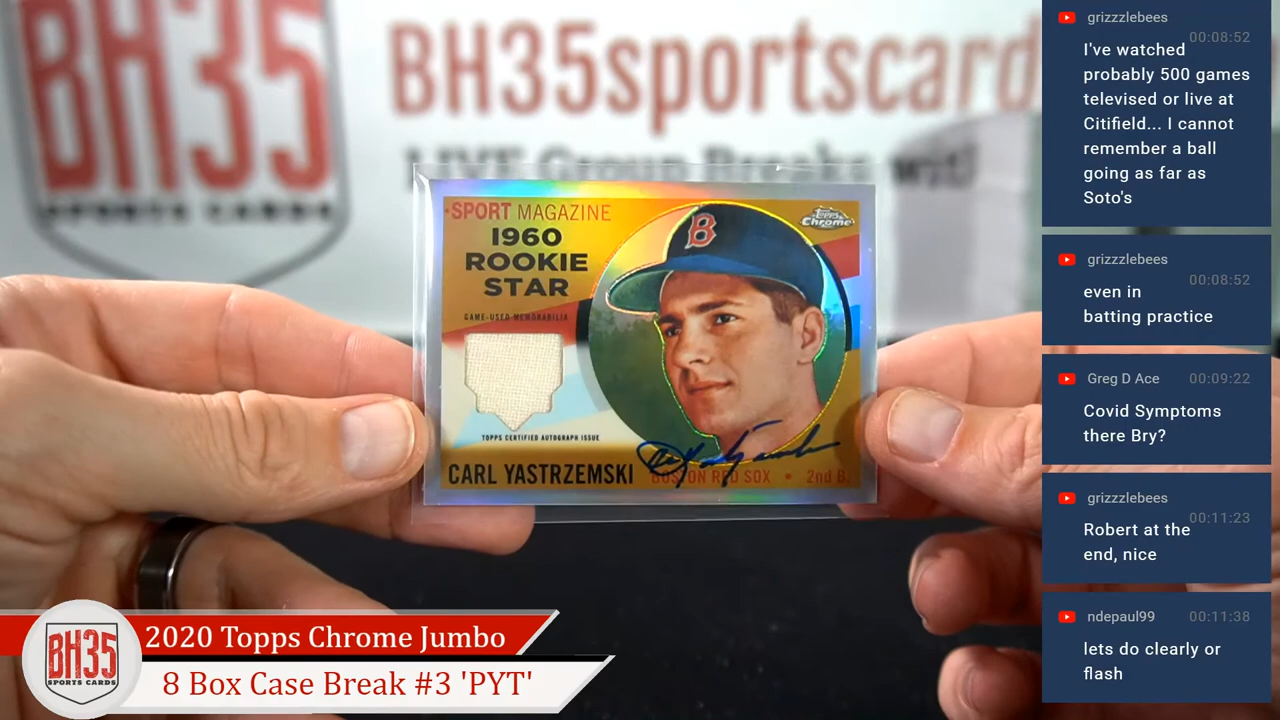 BH35
SPORTS CARDS
BH35sportscard
LIVE Group Breaks with
·SPORT MAGAZINE
1960
ROOKIE
STAR
GAME-USED MEMORABILIA
TOPPS CERTIFIED AUTOGRAPH ISSUE
CARL YASTRZEMSKI
BOSTON RED SOX • 2nd B.
B
Topps
Chrome
BH35
SPORTS CARDS
2020 Topps Chrome Jumbo
8 Box Case Break #3 'PYT'
grizzzlebees
00:08:52
I've watched
probably 500 games
televised or live at
Citifield... I cannot
remember a ball
going as far as
Soto's
grizzzlebees
00:08:52
even in
batting practice
Greg D Ace 00:09:22
Covid Symptoms
there Bry?
grizzzlebees
00:11:23
Robert at the
end, nice
ndepaul99 00:11:38
lets do clearly or
flash